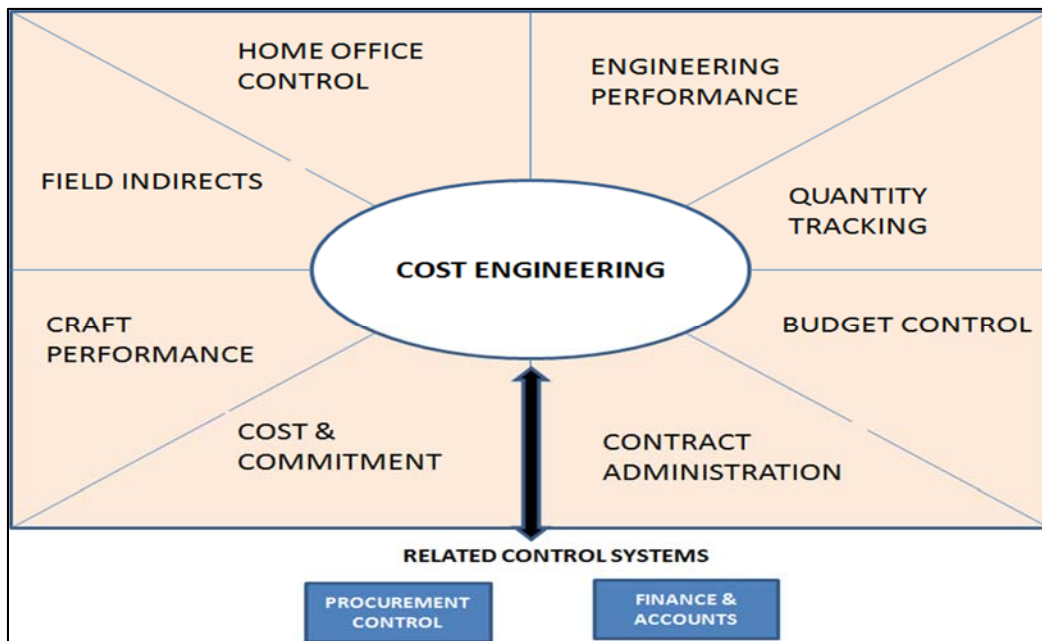 HOME OFFICE
CONTROL
ENGINEERING
PERFORMANCE
FIELD INDIRECTS
QUANTITY
TRACKING
COST ENGINEERING
CRAFT
PERFORMANCE
BUDGET CONTROL
COST &
COMMITMENT
CONTRACT
ADMINISTRATION
RELATED CONTROL SYSTEMS
PROCUREMENT
CONTROL
FINANCE &
ACCOUNTS